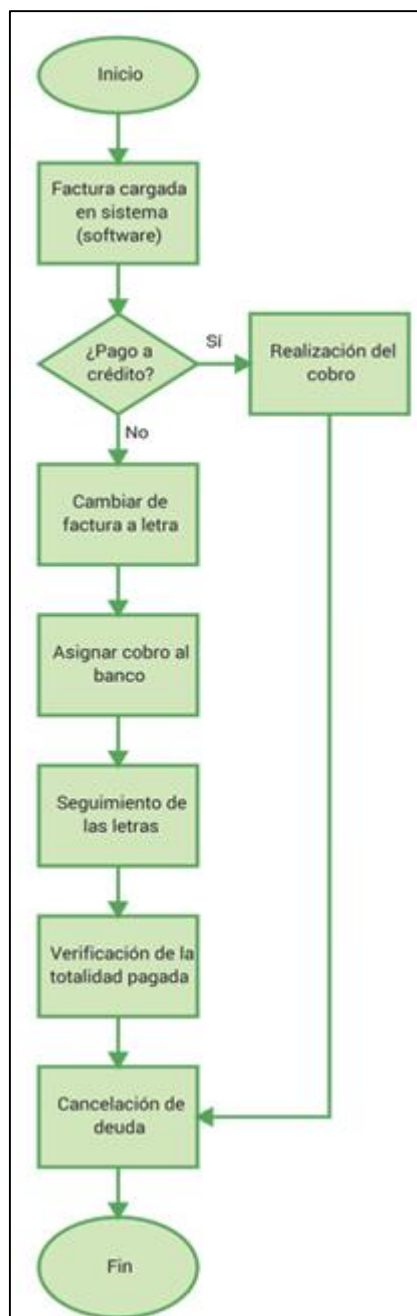 Inicio
Factura cargada
en sistema
(software)
¿Pago a
crédito?
Sí
Realización del
cobro
No
Cambiar de
factura a letra
Asignar cobro al
banco
Seguimiento de
las letras
Verificación de la
totalidad pagada
Cancelación de
deuda
Fin